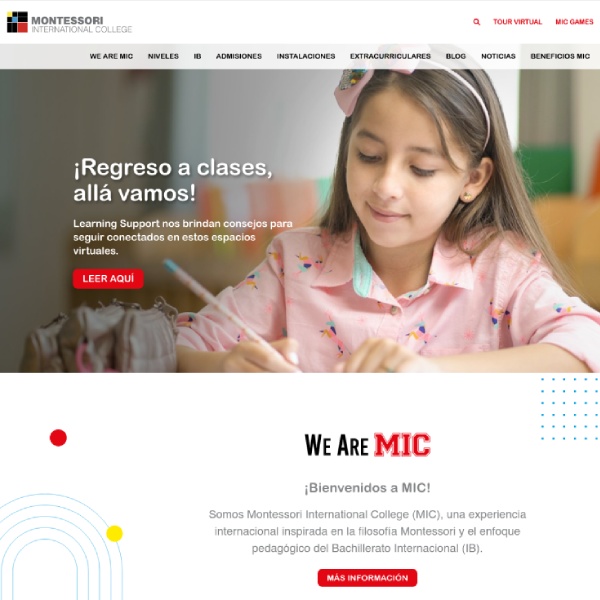 MONTESSORI
INTERNATIONAL COLLEGE
TOUR VIRTUAL MIC GAMES
WE ARE MIC NIVELES IB ADMISIONES INSTALACIONES EXTRACURRICULARES BLOG NOTICIAS BENEFICIOS MIC
¡Regreso a clases,
allá vamos!
Learning Support nos brindan consejos para
seguir conectados en estos espacios
virtuales.
LEER AQUÍ
WE ARE MIC
¡Bienvenidos a MIC!
Somos Montessori International College (MIC), una experiencia
internacional inspirada en la filosofía Montessori y el enfoque
pedagógico del Bachillerato Internacional (IB).
MÁS INFORMACIÓN